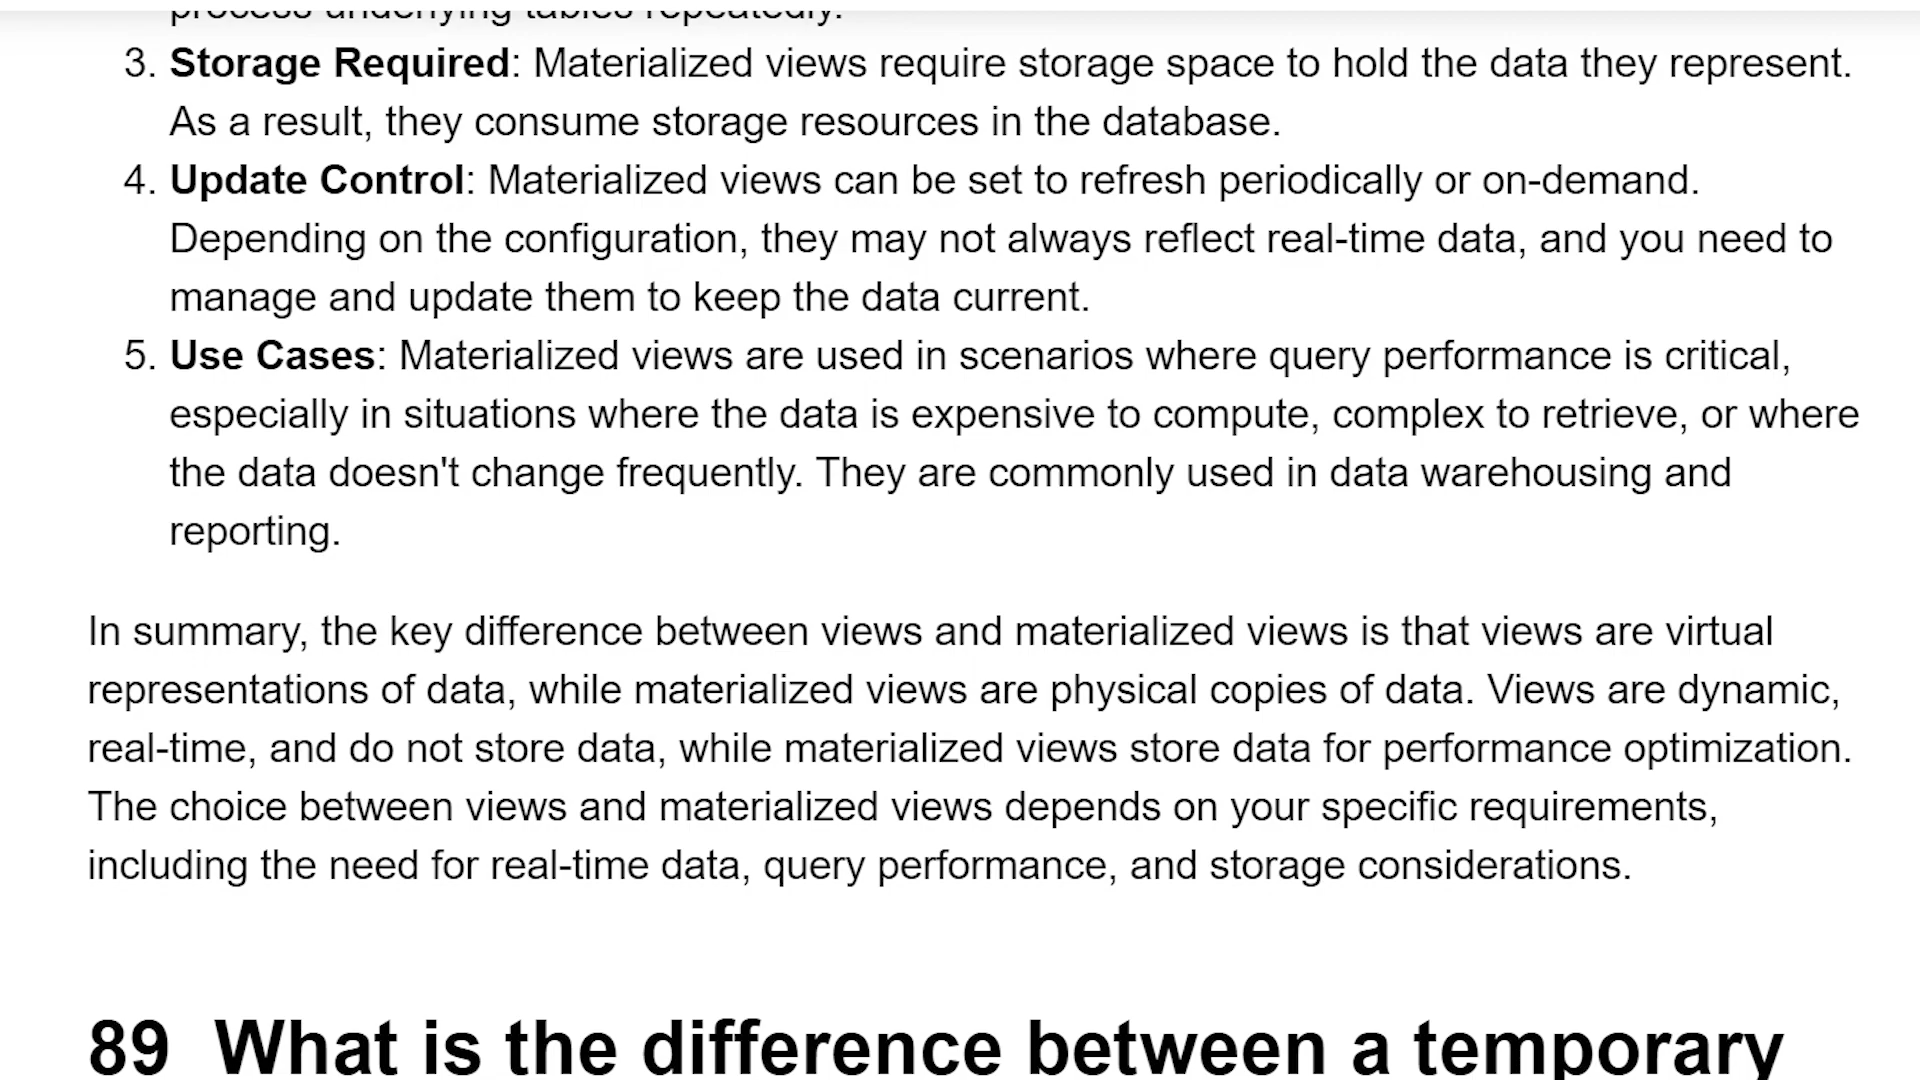 process underlying tables repeatedly.
3. Storage Required: Materialized views require storage space to hold the data they represent.
As a result, they consume storage resources in the database.
4. Update Control: Materialized views can be set to refresh periodically or on-demand.
Depending on the configuration, they may not always reflect real-time data, and you need to
manage and update them to keep the data current.
5. Use Cases: Materialized views are used in scenarios where query performance is critical,
especially in situations where the data is expensive to compute, complex to retrieve, or where
the data doesn't change frequently. They are commonly used in data warehousing and
reporting.
In summary, the key difference between views and materialized views is that views are virtual
representations of data, while materialized views are physical copies of data. Views are dynamic,
real-time, and do not store data, while materialized views store data for performance optimization.
The choice between views and materialized views depends on your specific requirements,
including the need for real-time data, query performance, and storage considerations.
89 What is the difference between a temporary